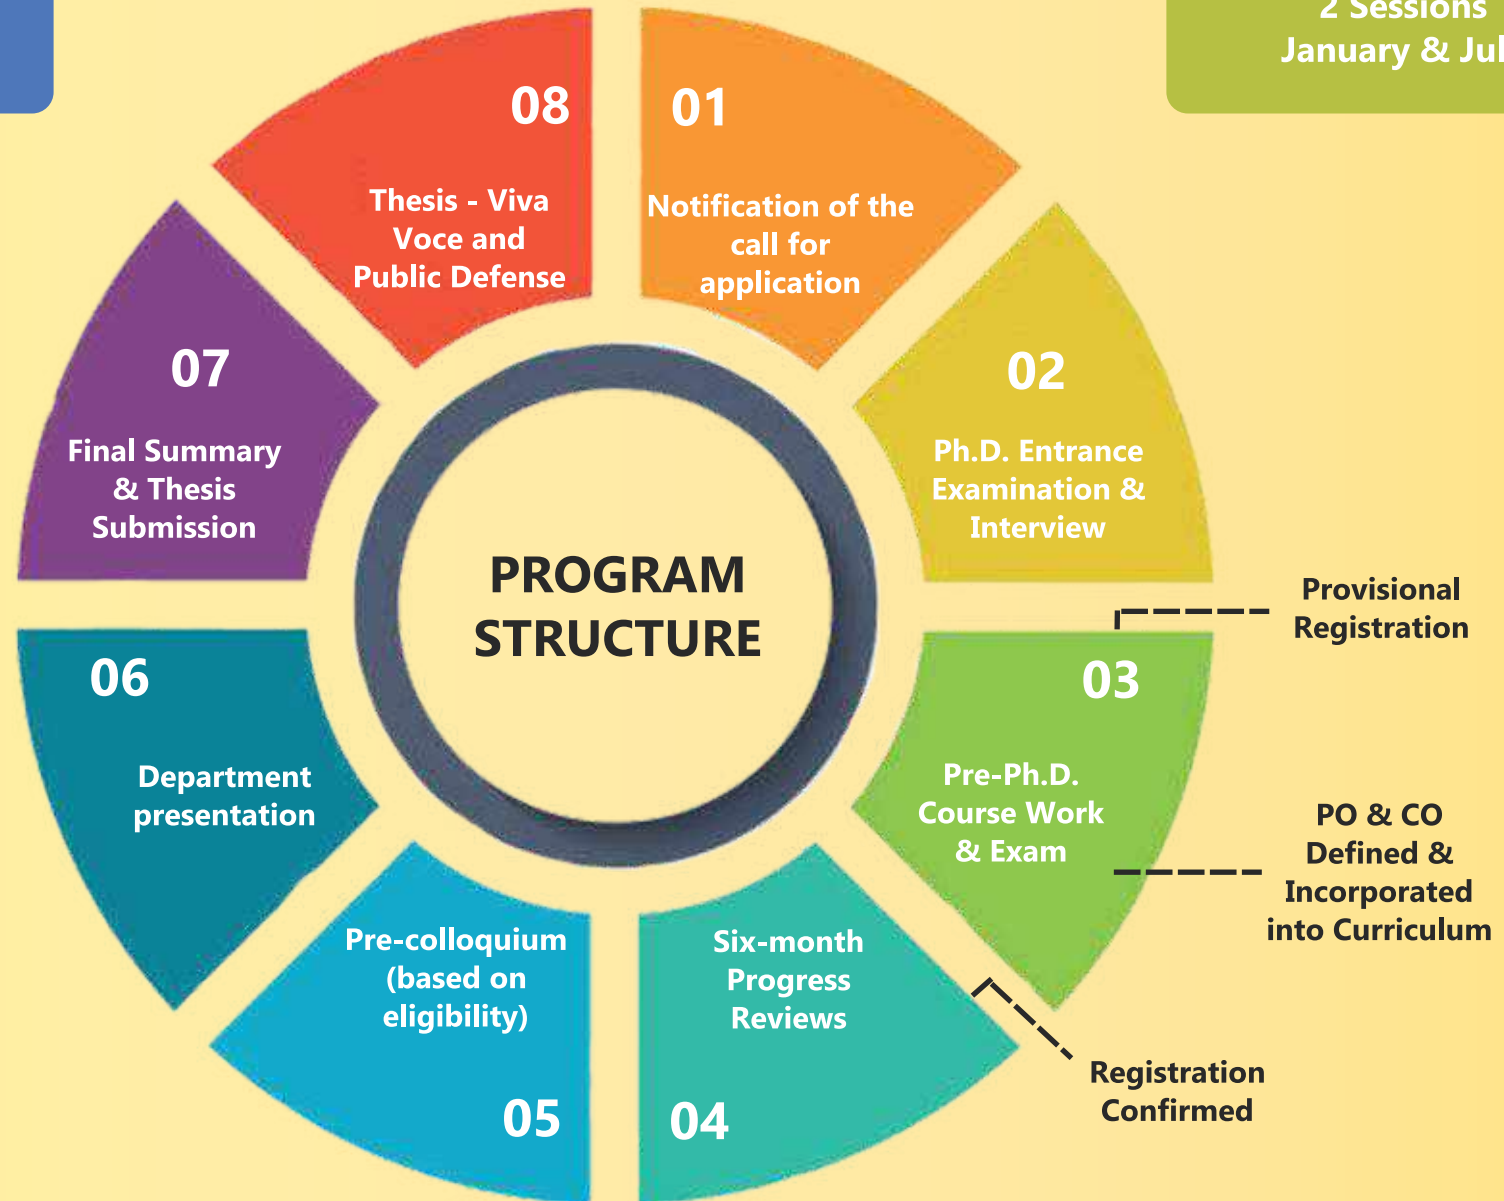 2 Sessions
January & Jul
08
Thesis - Viva
Voce and
Public Defense
01
Notification of the
call for
application
02
Ph.D. Entrance
Examination &
Interview
Provisional
Registration
03
Pre-Ph.D.
Course Work
& Exam
PO & CO
Defined &
Incorporated
into Curriculum
Registration
Confirmed
Six-month
Progress
Reviews
04
Pre-colloquium
(based on
eligibility)
05
06
Department
presentation
07
Final Summary
& Thesis
Submission
PROGRAM
STRUCTURE